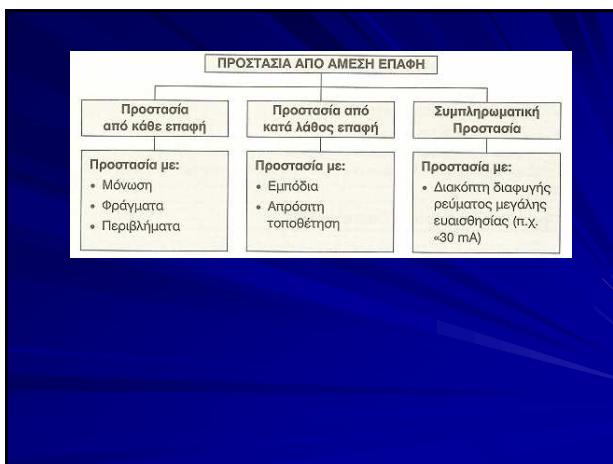 ΠΡΟΣΤΑΣΙΑ ΑΠΟ ΑΜΕΣΗ ΕΠΑΦΗ
Προστασία
από κάθε επαφή
Προστασία με:
• Μόνωση
• Φράγματα
• Περιβλήματα
Προστασία από
κατά λάθος επαφή
Προστασία με:
• Εμπόδια
• Απρόσιτη
τοποθέτηση
Συμπληρωματική
Προστασία
Προστασία με:
• Διακόπτη διαφυγής
ρεύματος μεγάλης
ευαισθησίας (π.χ.
«30 mA)